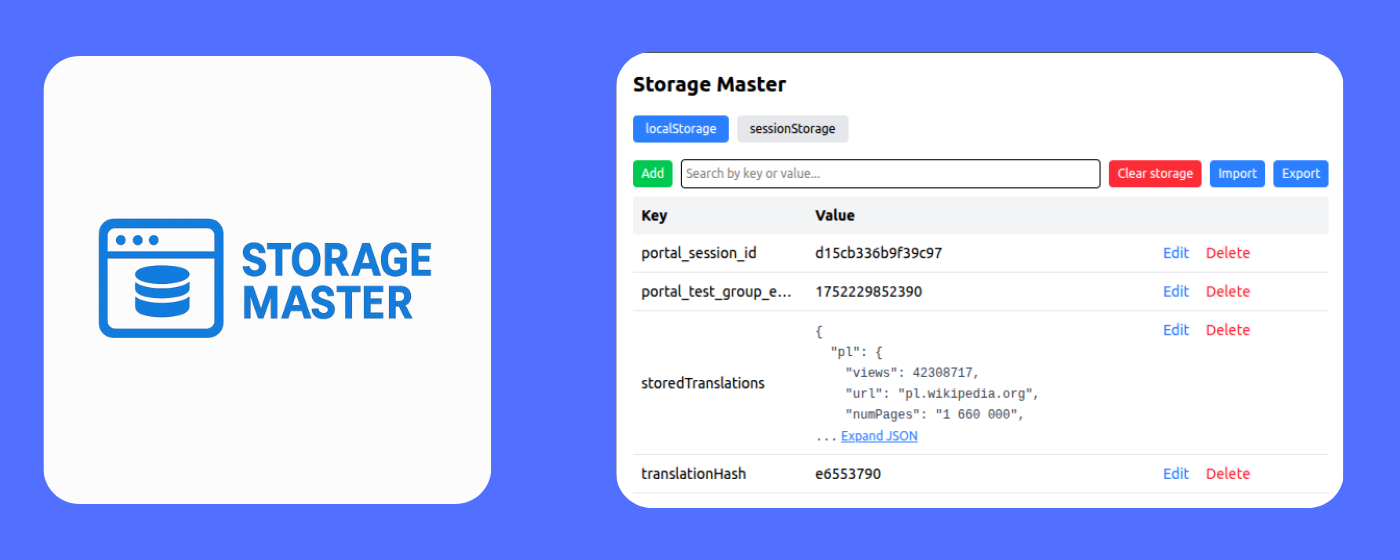 STORAGE
MASTER
Storage Master
localStorage sessionStorage
Add Search by key or value... Clear storage Import Export
Key Value
portal_session_id d15cb336b9f39c97 Edit Delete
portal_test_group_e... 1752229852390 Edit Delete
storedTranslations
{ Edit Delete
"pl": {
"views": 42308717,
"url": "pl.wikipedia.org",
"numPages": "1 660 000",
... Expand JSON
translationHash e6553790 Edit Delete